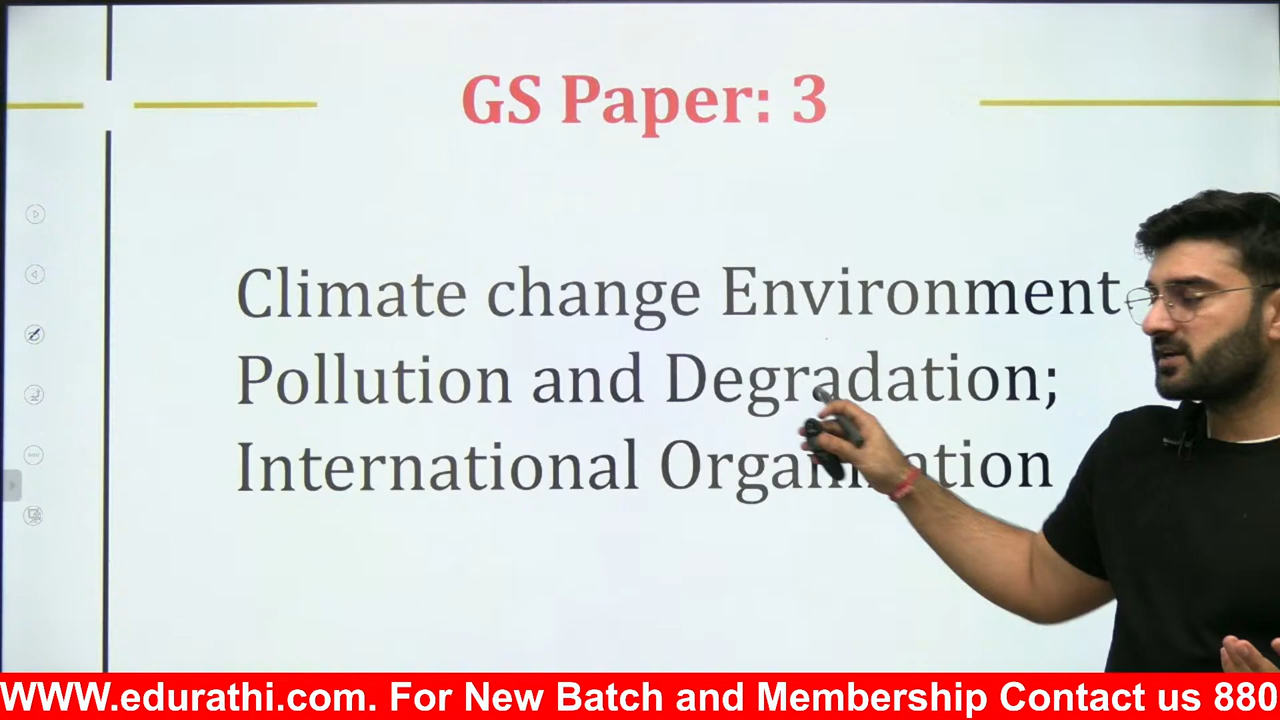 GS Paper: 3
Climate change Environment
Pollution and Degradation;
International
WWW.edurathi.com. For New Batch and Membership Contact us 880